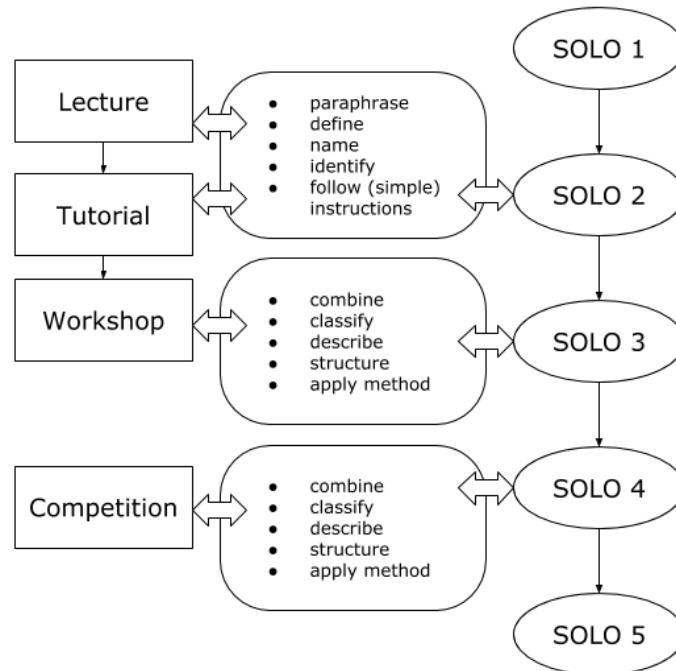 SOLO 1
Lecture
● paraphrase
● define
● name
● identify
● follow (simple)
instructions
Tutorial
SOLO 2
Workshop
● combine
● classify
● describe
● structure
● apply method
SOLO 3
Competition
● combine
● classify
● describe
● structure
● apply method
SOLO 4
SOLO 5